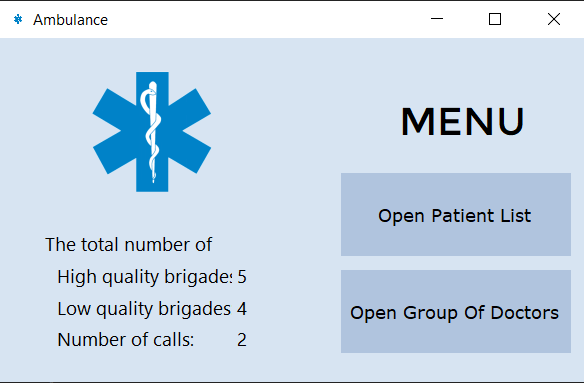 Ambulance
MENU
Open Patient List
Open Group Of Doctors
The total number of
High quality brigades: 5
Low quality brigades 4
Number of calls: 2